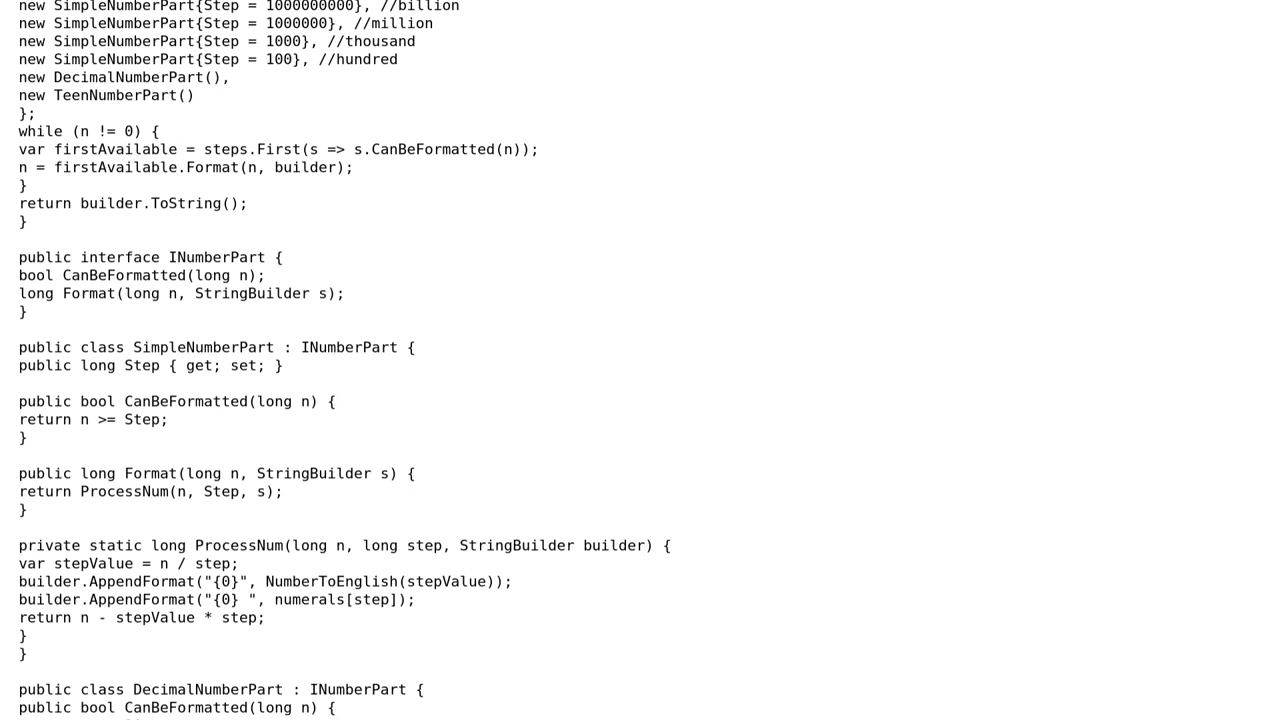 new SimpleNumberPart{Step = 1000000000}, //billion
new SimpleNumberPart{Step = 1000000}, //million
new SimpleNumberPart{Step = 1000}, //thousand
new SimpleNumberPart{Step = 100}, //hundred
new DecimalNumberPart(),
new TeenNumberPart()
};
while (n != 0) {
var firstAvailable = steps.First(s => s.CanBeFormatted(n));
n = firstAvailable.Format(n, builder);
}
return builder.ToString();
}
public interface INumberPart {
bool CanBeFormatted(long n);
long Format(long n, StringBuilder s);
}
public class SimpleNumberPart : INumberPart {
public long Step { get; set; }
public bool CanBeFormatted(long n) {
return n >= Step;
}
public long Format(long n, StringBuilder s) {
return ProcessNum(n, Step, s);
}
private static long ProcessNum(long n, long step, StringBuilder builder) {
var stepValue = n / step;
builder.AppendFormat("{0}", NumberToEnglish(stepValue));
builder.AppendFormat("{0} ", numerals[step]);
return n - stepValue * step;
}
}
public class DecimalNumberPart : INumberPart {
public bool CanBeFormatted(long n) {